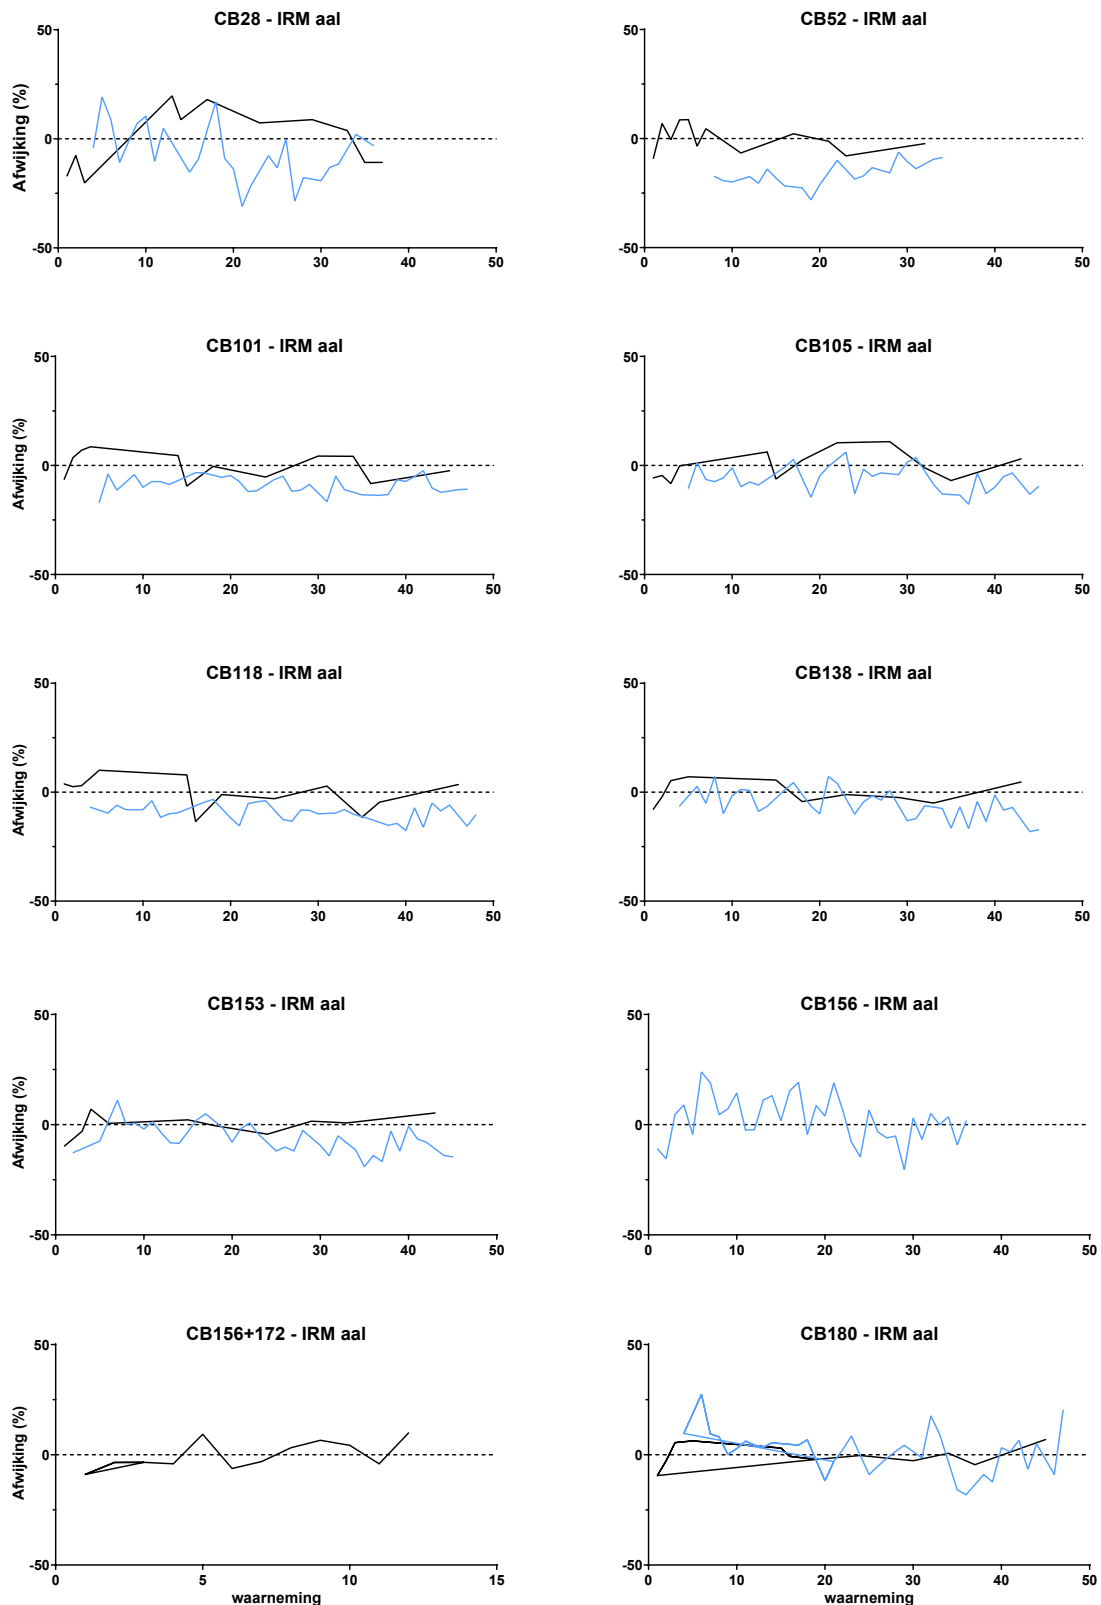 CB28 - IRM aal
50
0
-50
Afwijking (%)
0 10 20 30 40 50
CB52 - IRM aal
50
0
-50
0 10 20 30 40 50
CB101 - IRM aal
50
0
-50
Afwijking (%)
0 10 20 30 40 50
CB105 - IRM aal
50
0
-50
0 10 20 30 40 50
CB118 - IRM aal
50
0
-50
Afwijking (%)
0 10 20 30 40 50
CB138 - IRM aal
50
0
-50
0 10 20 30 40 50
CB153 - IRM aal
50
0
-50
Afwijking (%)
0 10 20 30 40 50
CB156 - IRM aal
50
0
-50
0 10 20 30 40 50
CB156+172 - IRM aal
50
0
-50
Afwijking (%)
0 5 10 15
waarneming
CB180 - IRM aal
50
0
-50
0 10 20 30 40 50
waarneming